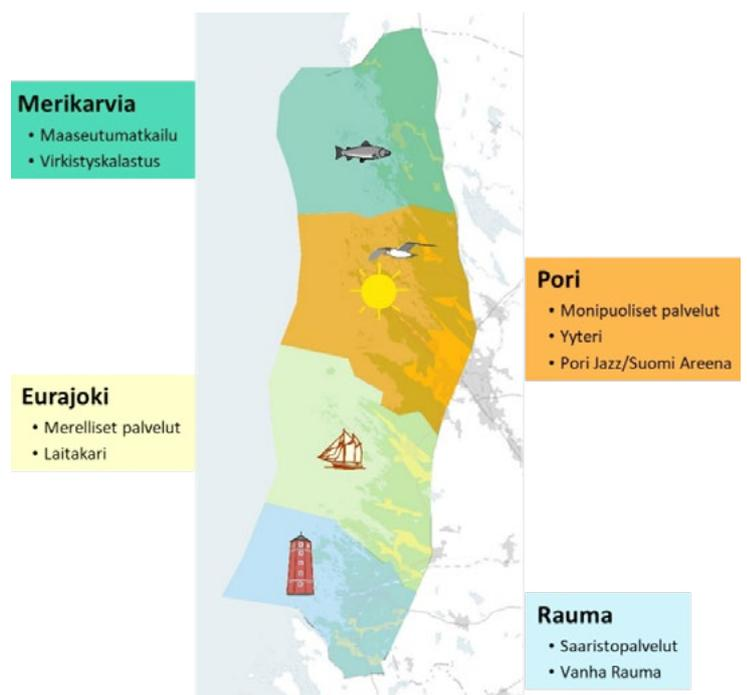 Merikarvia
• Maaseutumatkailu
• Virkistyskalastus
Pori
• Monipuoliset palvelut
• Yyteri
• Pori Jazz/Suomi Areena
Eurajoki
• Merelliset palvelut
• Laitakari
Rauma
• Saaristopalvelut
• Vanha Rauma